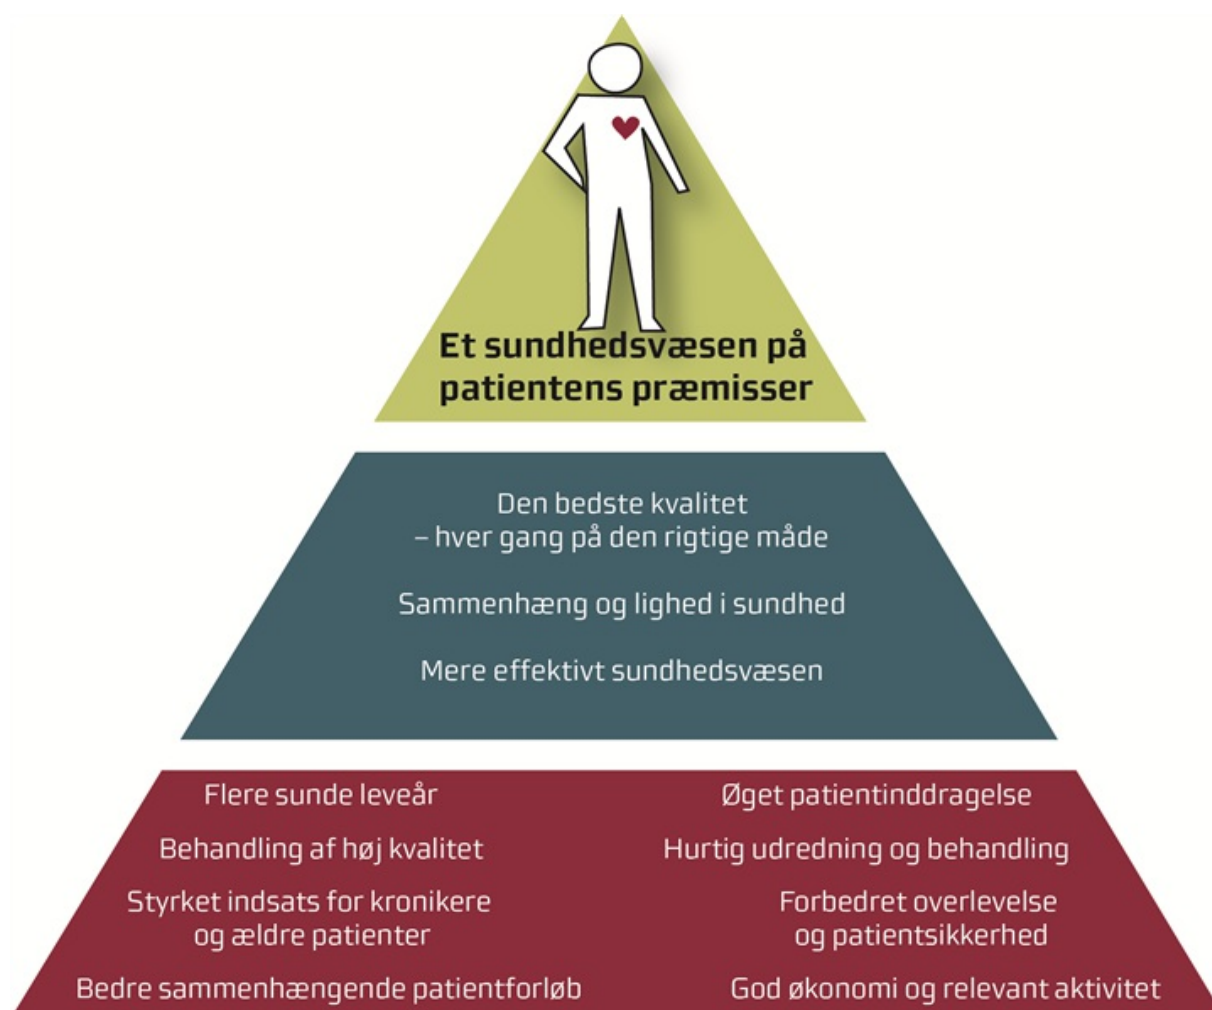 Et sundhedsvæsen på
patientens præmisser
Den bedste kvalitet
– hver gang på den rigtige måde
Sammenhæng og lighed i sundhed
Mere effektivt sundhedsvæsen
Flere sunde leveår
Behandling af høj kvalitet
Styrket indsats for kronikere
og ældre patienter
Bedre sammenhængende patientforløb
Øget patientinddragelse
Hurtig udredning og behandling
Forbedret overlevelse
og patientsikkerhed
God økonomi og relevant aktivitet